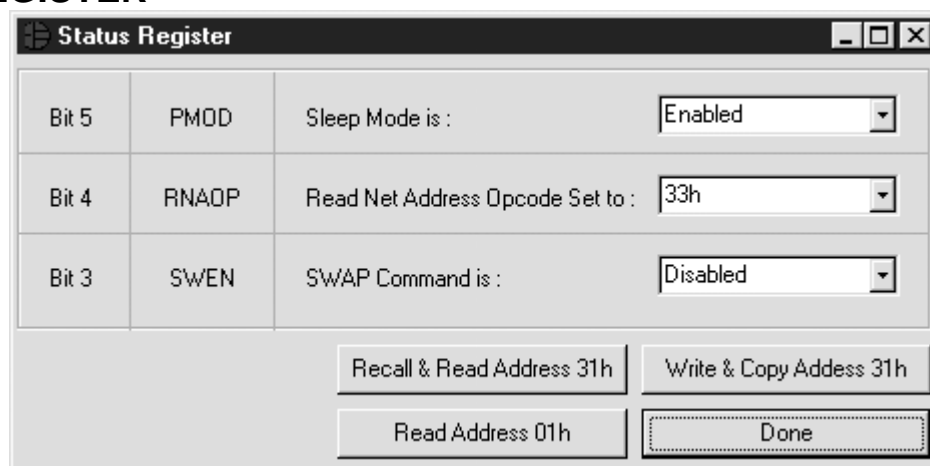 Status Register
Bit 5 PMOD Sleep Mode is : Enabled
Bit 4 RNAOP Read Net Address Opcode Set to : 33h
Bit 3 SWEN SWAP Command is : Disabled
Recall & Read Address 31h Write & Copy Addess 31h
Read Address 01h Done